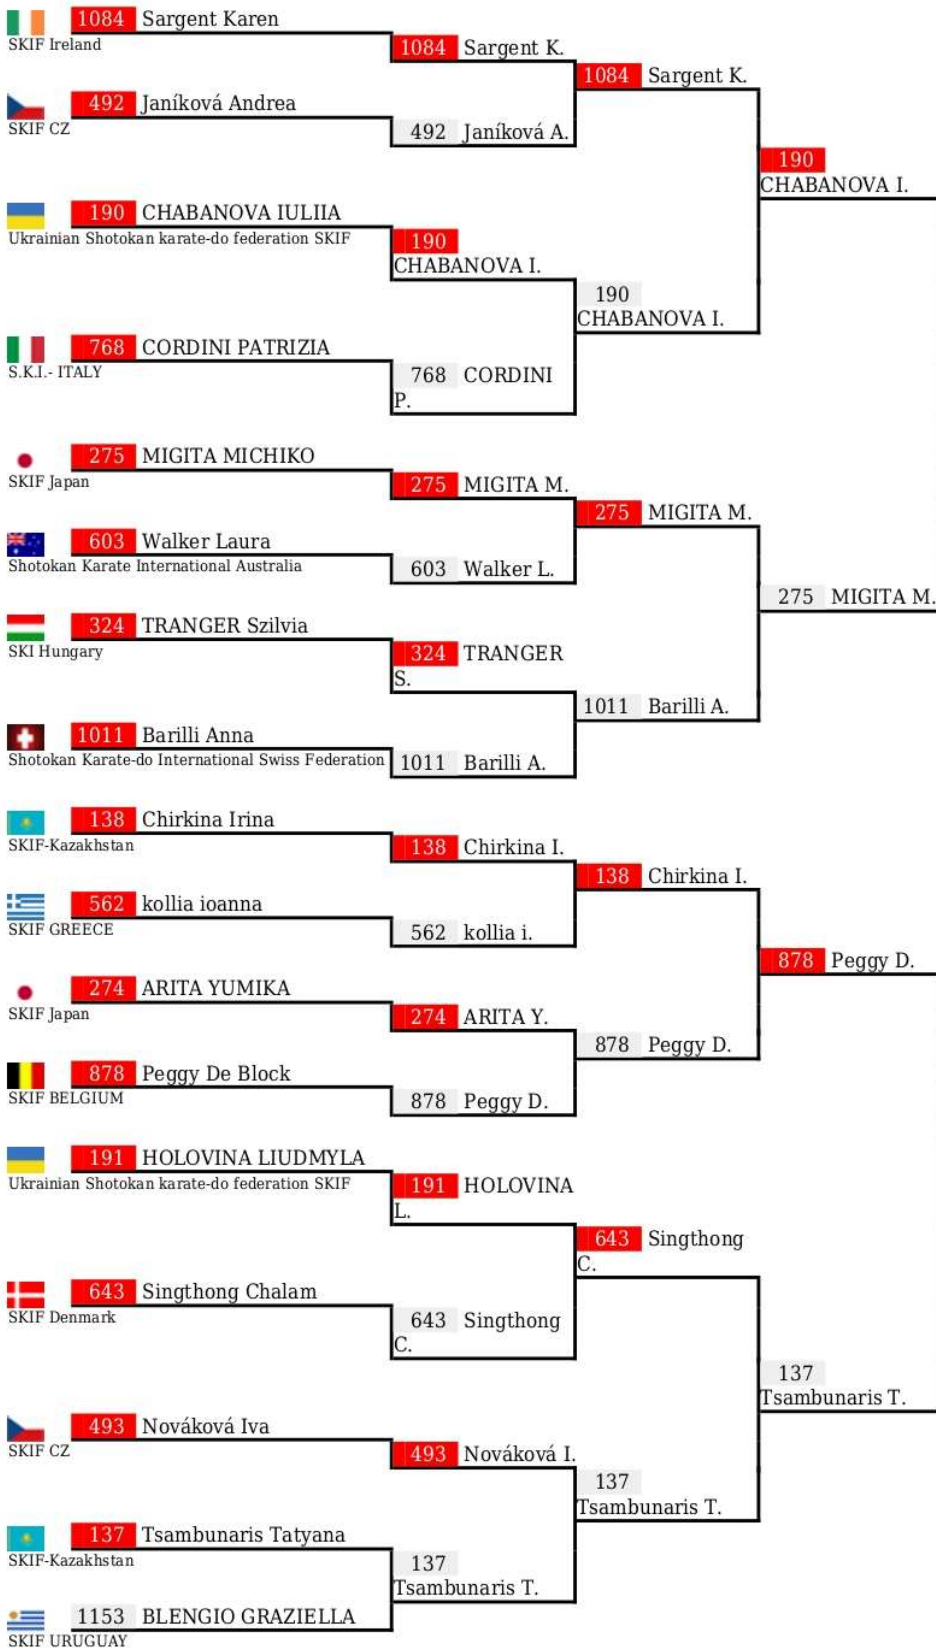 1084 Sargent Karen
SKIF Ireland
1084 Sargent K.
1084 Sargent K.
492 Janíková Andrea
SKIF CZ
492 Janíková A.
190
CHABANOVA I.
190 CHABANOVA IULIIA
Ukrainian Shotokan karate-do federation SKIF
190
CHABANOVA I.
190
CHABANOVA I.
768 CORDINI PATRIZIA
S.K.I.- ITALY
768 CORDINI
P.
275 MIGITA MICHIKO
SKIF Japan
275 MIGITA M.
275 MIGITA M.
603 Walker Laura
Shotokan Karate International Australia
603 Walker L.
275 MIGITA M.
324 TRANGER Szilvia
SKI Hungary
324 TRANGER
S.
1011 Barilli A.
1011 Barilli Anna
Shotokan Karate-do International Swiss Federation
1011 Barilli A.
138 Chirkina Irina
SKIF-Kazakhstan
138 Chirkina I.
138 Chirkina I.
562 kollia ioanna
SKIF GREECE
562 kollia i.
878 Peggy D.
274 ARITA YUMIKA
SKIF Japan
274 ARITA Y.
878 Peggy D.
878 Peggy De Block
SKIF BELGIUM
878 Peggy D.
191 HOLOVINA LIUDMYLA
Ukrainian Shotokan karate-do federation SKIF
191 HOLOVINA
L.
643 Singthong
C.
643 Singthong Chalam
SKIF Denmark
643 Singthong
C.
137
Tsambunaris T.
493 Nováková Iva
SKIF CZ
493 Nováková I.
137
Tsambunaris T.
137 Tsambunaris Tatyana
SKIF-Kazakhstan
137
Tsambunaris T.
1153 BLENGIO GRAZIELLA
SKIF URUGUAY